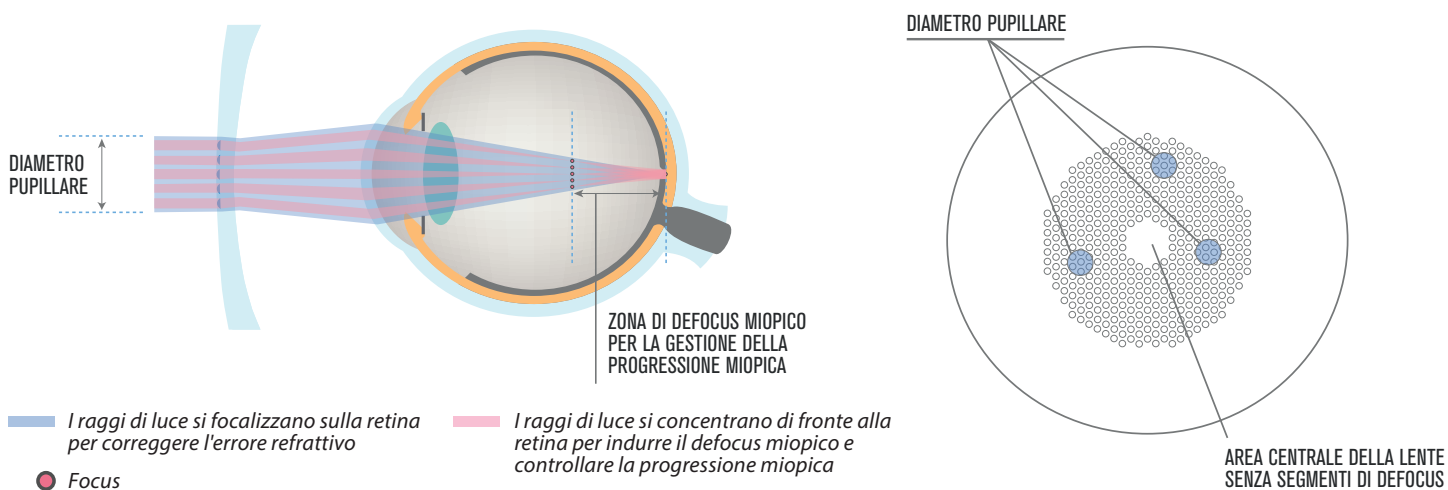 DIAMETRO
PUPILLARE
ZONA DI DEFOCUS MIOPICO
PER LA GESTIONE DELLA
PROGRESSIONE MIOPICA
I raggi di luce si focalizzano sulla retina
per correggere l'errore refrattivo
Focus
I raggi di luce si concentrano di fronte alla
retina per indurre il defocus miopico e
controllare la progressione miopica
DIAMETRO PUPILLARE
AREA CENTRALE DELLA LENTE
SENZA SEGMENTI DI DEFOCUS